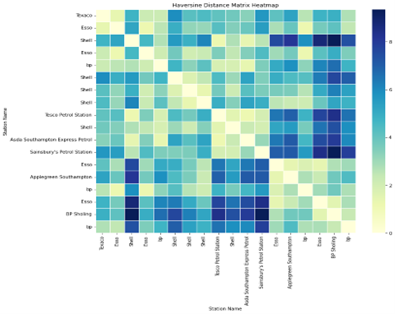 Haversine Distance Matrix Heatmap
Texaco
Esso
Shell
Esso
bp
Shell
Shell
Shell
Tesco Petrol Station
Shell
Asda Southampton Express Petrol
Sainsbury's Petrol Station
Esso
Applegreen Southampton
bp
Esso
BP Sholing
bp
Station Name
8
6
4
2
0
Texaco
Esso
Shell
Esso
bp
Shell
Shell
Shell
Tesco Petrol Station
Shell
Asda Southampton Express Petrol
Sainsbury's Petrol Station
Esso
Applegreen Southampton
bp
Esso
BP Sholing
bp
Station Name